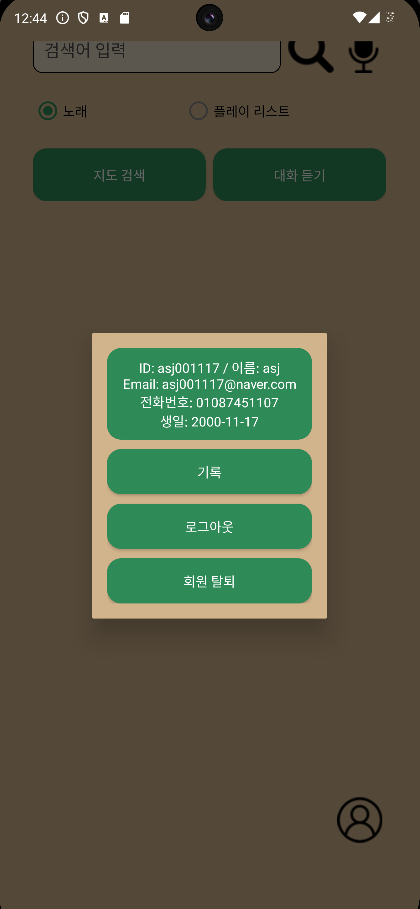 12:44
검색어 입력
노래
플레이 리스트
지도 검색
대화 듣기
ID: asj001117 / 이름: asj
Email: asj001117@naver.com
전화번호: 01087451107
생일: 2000-11-17
기록
로그아웃
회원 탈퇴